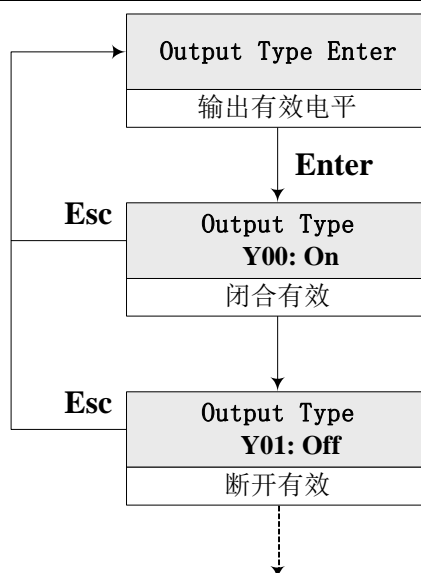 Output Type Enter
输出有效电平
Enter
Esc
Output Type
Y00: On
闭合有效
Esc
Output Type
Y01: Off
断开有效